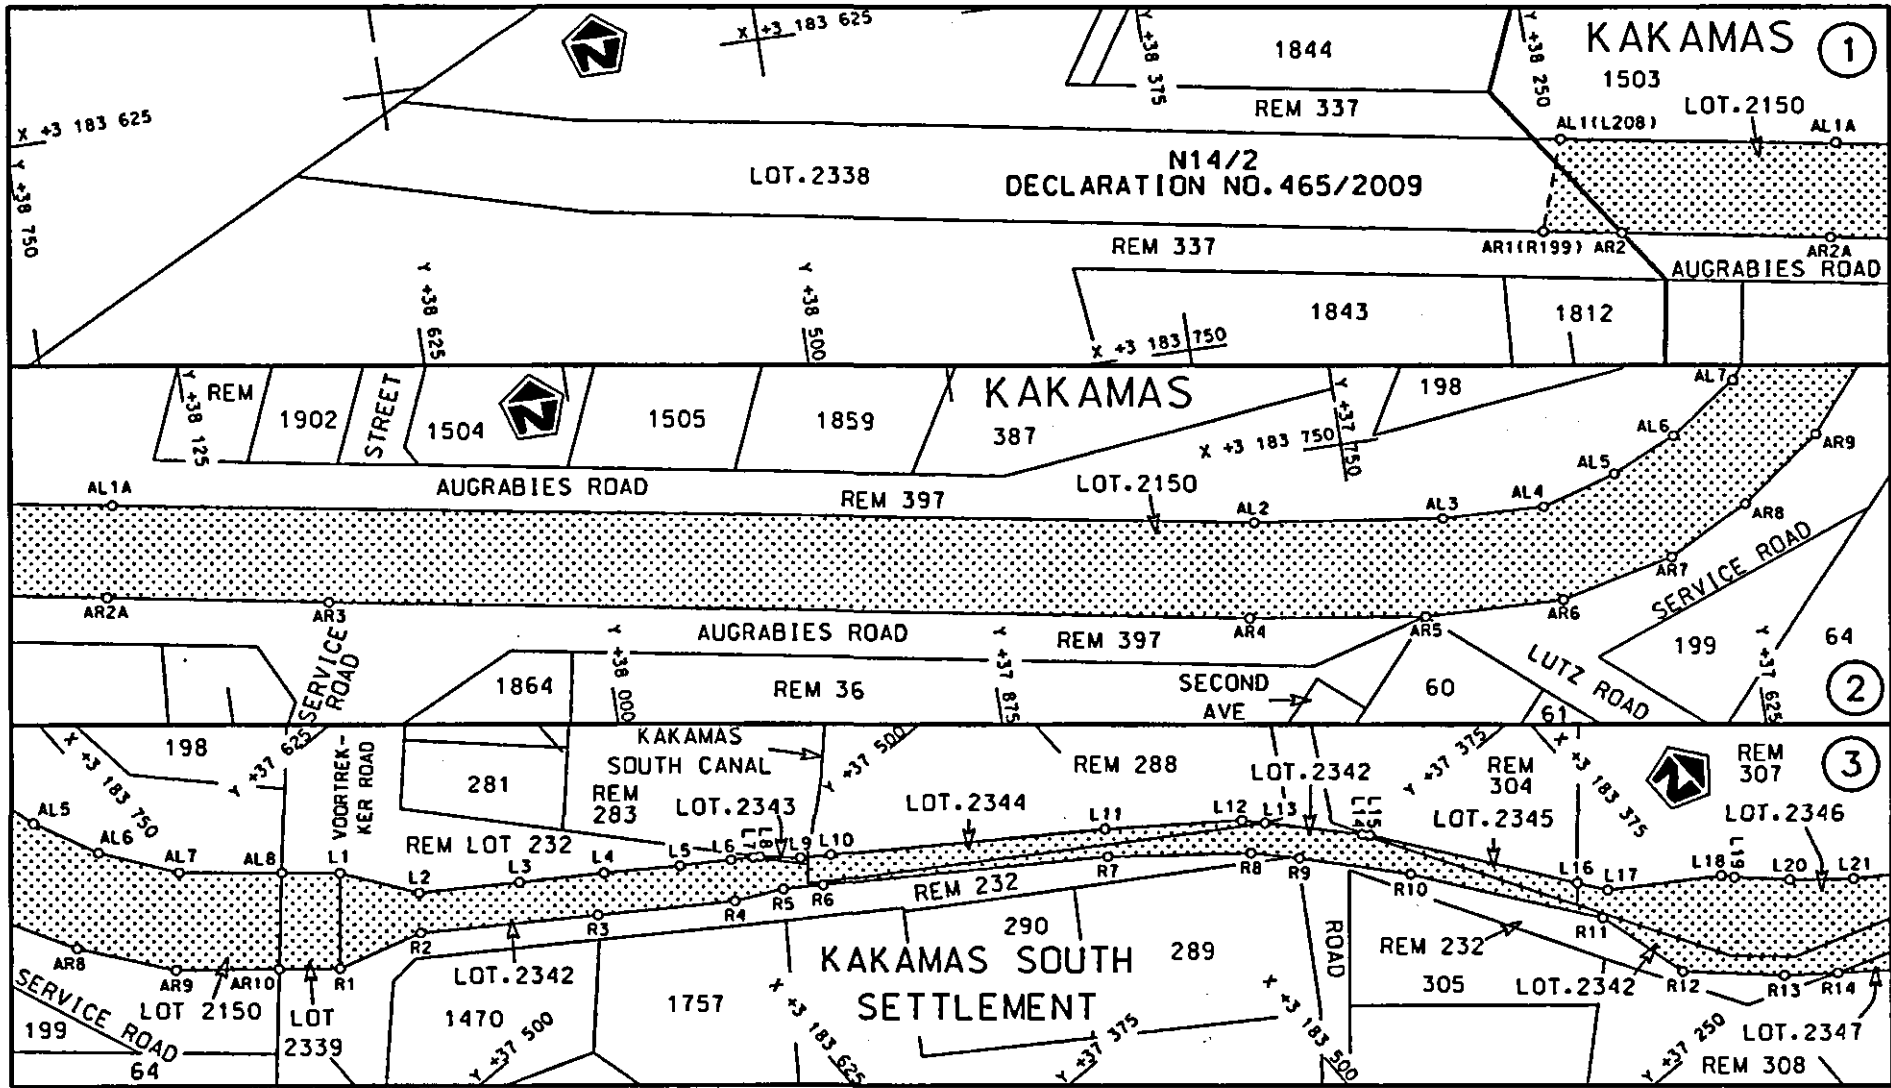 X +3 183 625
KAKAMAS
1
1844
1503
Y +38 375
Y +38 250
LOT.2150
X +3 183 625
REM 337
AL1(L208)
AL1A
N14/2
DECLARATION NO.465/2009
LOT.2338
Y +38 750
REM 337
AR1(R199)
AR2
AR2A
AUGRABIES ROAD
Y +38 625
Y +38 500
1843
1812
X +3 183 750
REM
Y +38 125
1902
STREET
1504
1505
1859
KAKAMAS
387
198
AL7
Y +37 750
X +3 183 750
AL6
AR9
AL5
AL1A
AUGRABIES ROAD
REM 397
LOT.2150
AL2
AL3
AL4
AR8
AR7
SERVICE ROAD
AR2A
AR3
AUGRABIES ROAD
REM 397
AR4
AR5
AR6
SERVICE
ROAD
Y +38 000
Y +37 875
LUTZ ROAD
199
64
Y +37 625
1864
REM 36
SECOND
AVE
60
61
2
X +3 183 750
198
Y +37 625
VOORTREK-
KER ROAD
281
KAKAMAS
SOUTH CANAL
REM
283
Y +37 500
REM 288
LOT.2342
Y +37 375
REM
304
X +3 183 375
REM
307
3
AL5
AL6
AL7
AL8
L1
L2
REM LOT 232
L3
L4
L5
L6
L7
L8
LOT.2343
L9
L10
LOT.2344
L11
L12
L13
L14
L15
LOT.2345
L16
L17
L18
L19
L20
L21
LOT.2346
AR8
AR9
AR10
R1
R2
R3
R4
R5
R6
REM 232
R7
R8
R9
R10
R11
R12
R13
R14
SERVICE ROAD
199
64
LOT 2150
LOT
2339
LOT.2342
1470
Y +37 500
1757
X +3 183 625
KAKAMAS SOUTH
SETTLEMENT
290
289
Y +37 375
X +3 183 500
ROAD
REM 232
305
LOT.2342
Y +37 250
LOT.2347
REM 308